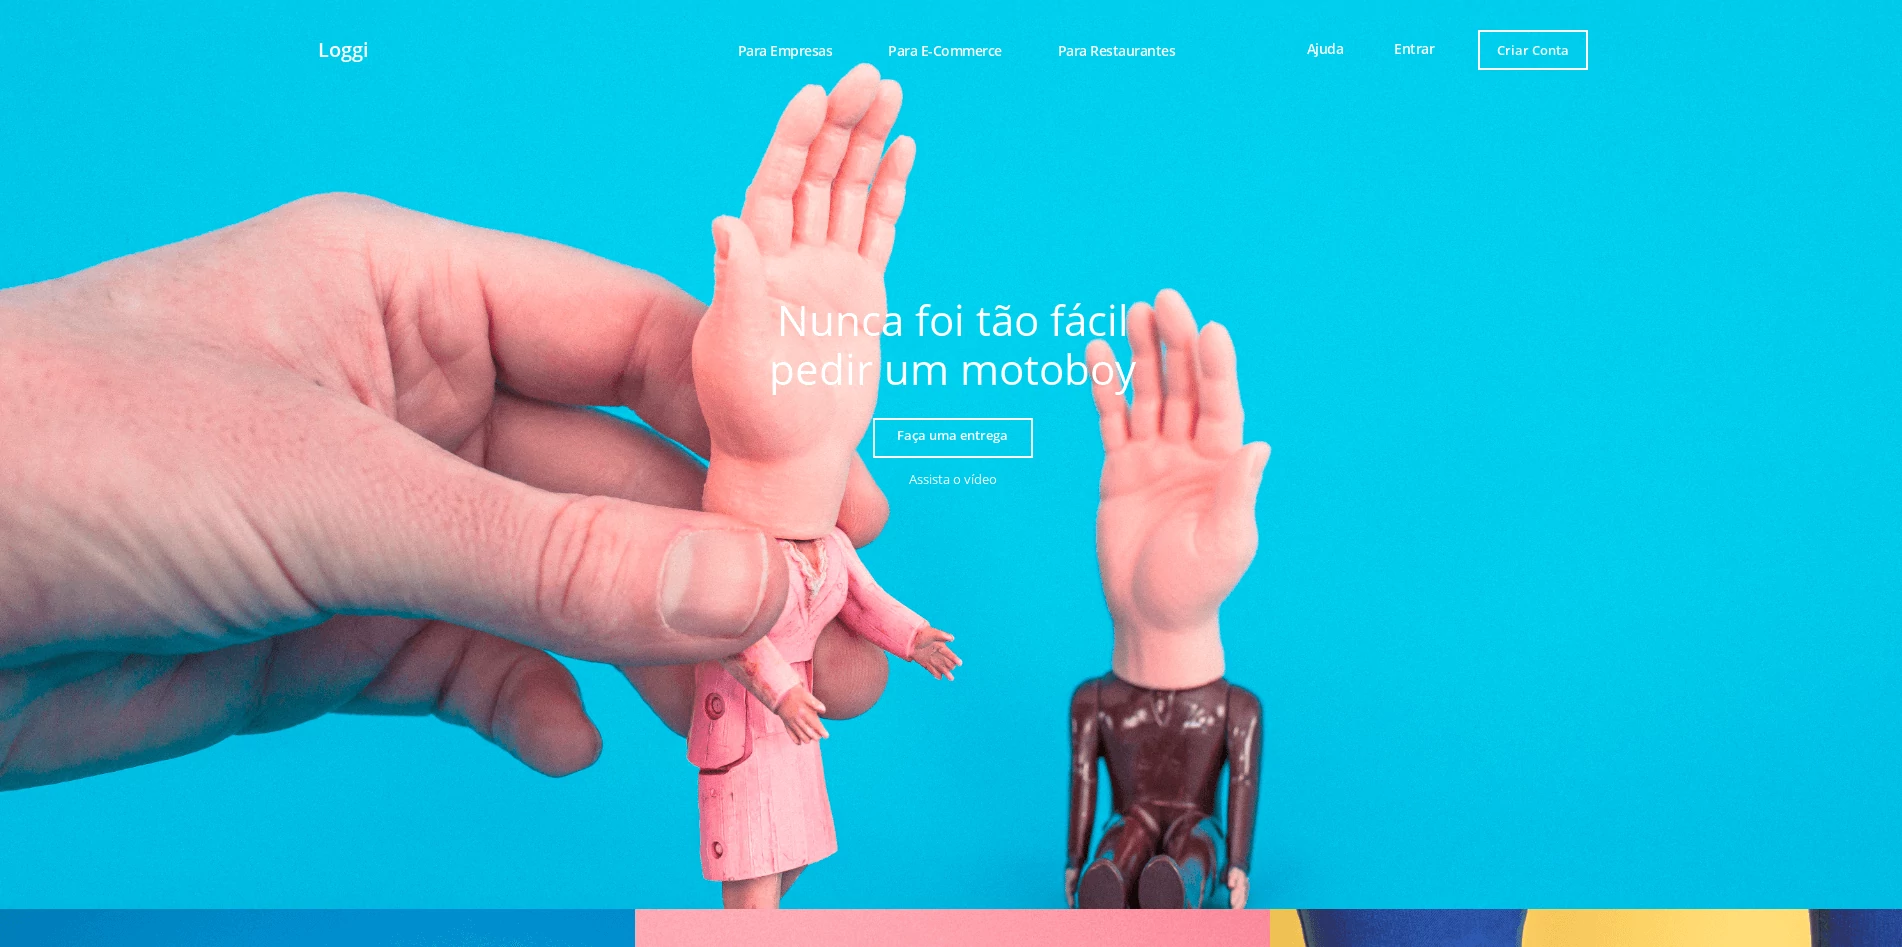 Loggi
Para Empresas
Para E-Commerce
Para Restaurantes
Ajuda
Entrar
Criar Conta
Nunca foi tão fácil
pedir um motoboy
Faça uma entrega
Assista o vídeo